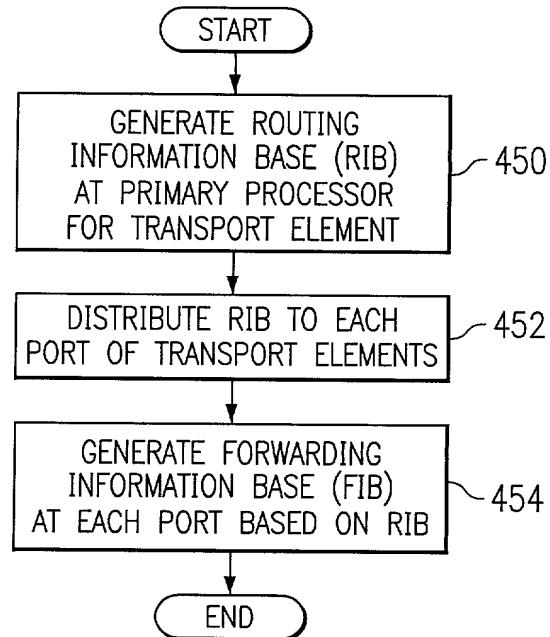 START
GENERATE ROUTING
INFORMATION BASE (RIB)
AT PRIMARY PROCESSOR
FOR TRANSPORT ELEMENT
450
DISTRIBUTE RIB TO EACH
PORT OF TRANSPORT ELEMENTS
452
GENERATE FORWARDING
INFORMATION BASE (FIB)
AT EACH PORT BASED ON RIB
454
END